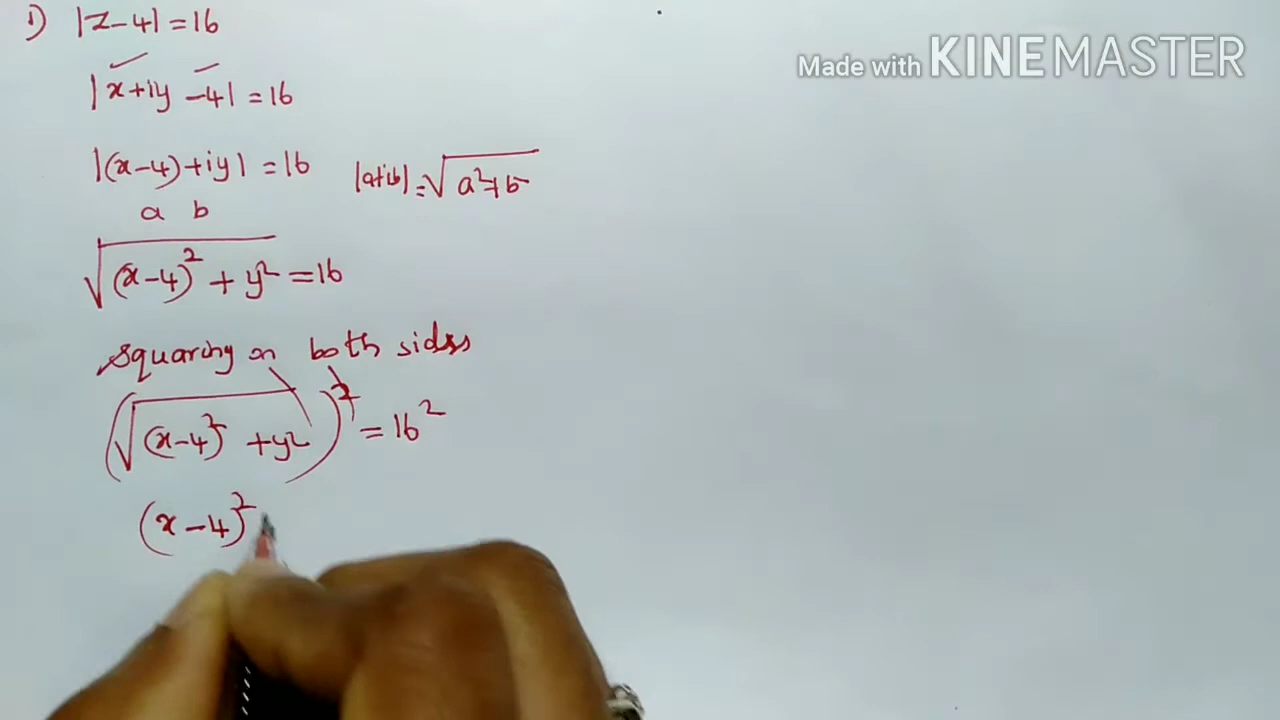 1) |z-4| = 16
Made with KINEMASTER
|x+iy -4| = 16
|(x-4)+iy| = 16 |a+ib| = √a²+b²
a b
√(x-4)² + y² = 16
squaring on both sides
(√(x-4)² + y²)² = 16²
(x-4)²